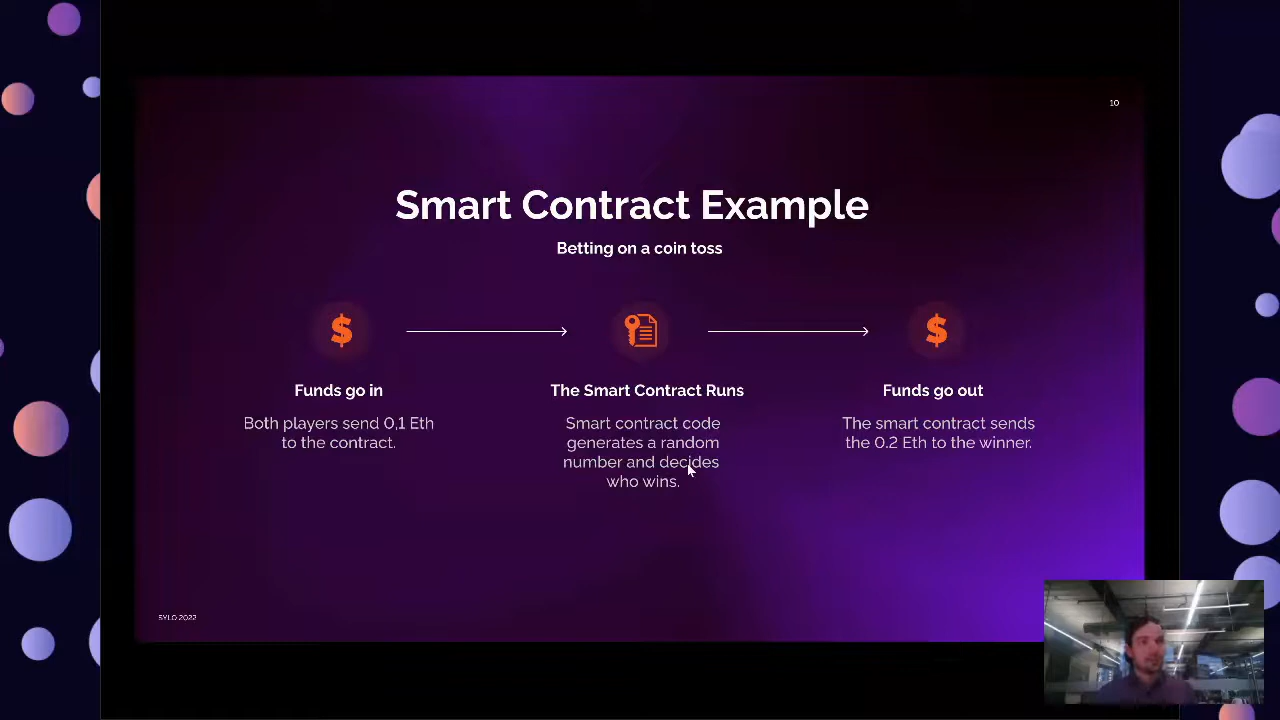 10
Smart Contract Example
Betting on a coin toss
Funds go in
Both players send 0,1 Eth
to the contract.
The Smart Contract Runs
Smart contract code
generates a random
number and decides
who wins.
Funds go out
The smart contract sends
the 0.2 Eth to the winner.
SYLO 2022